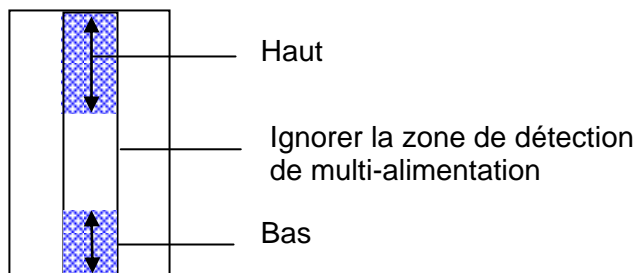 Haut
Ignorer la zone de détection
de multi-alimentation
Bas